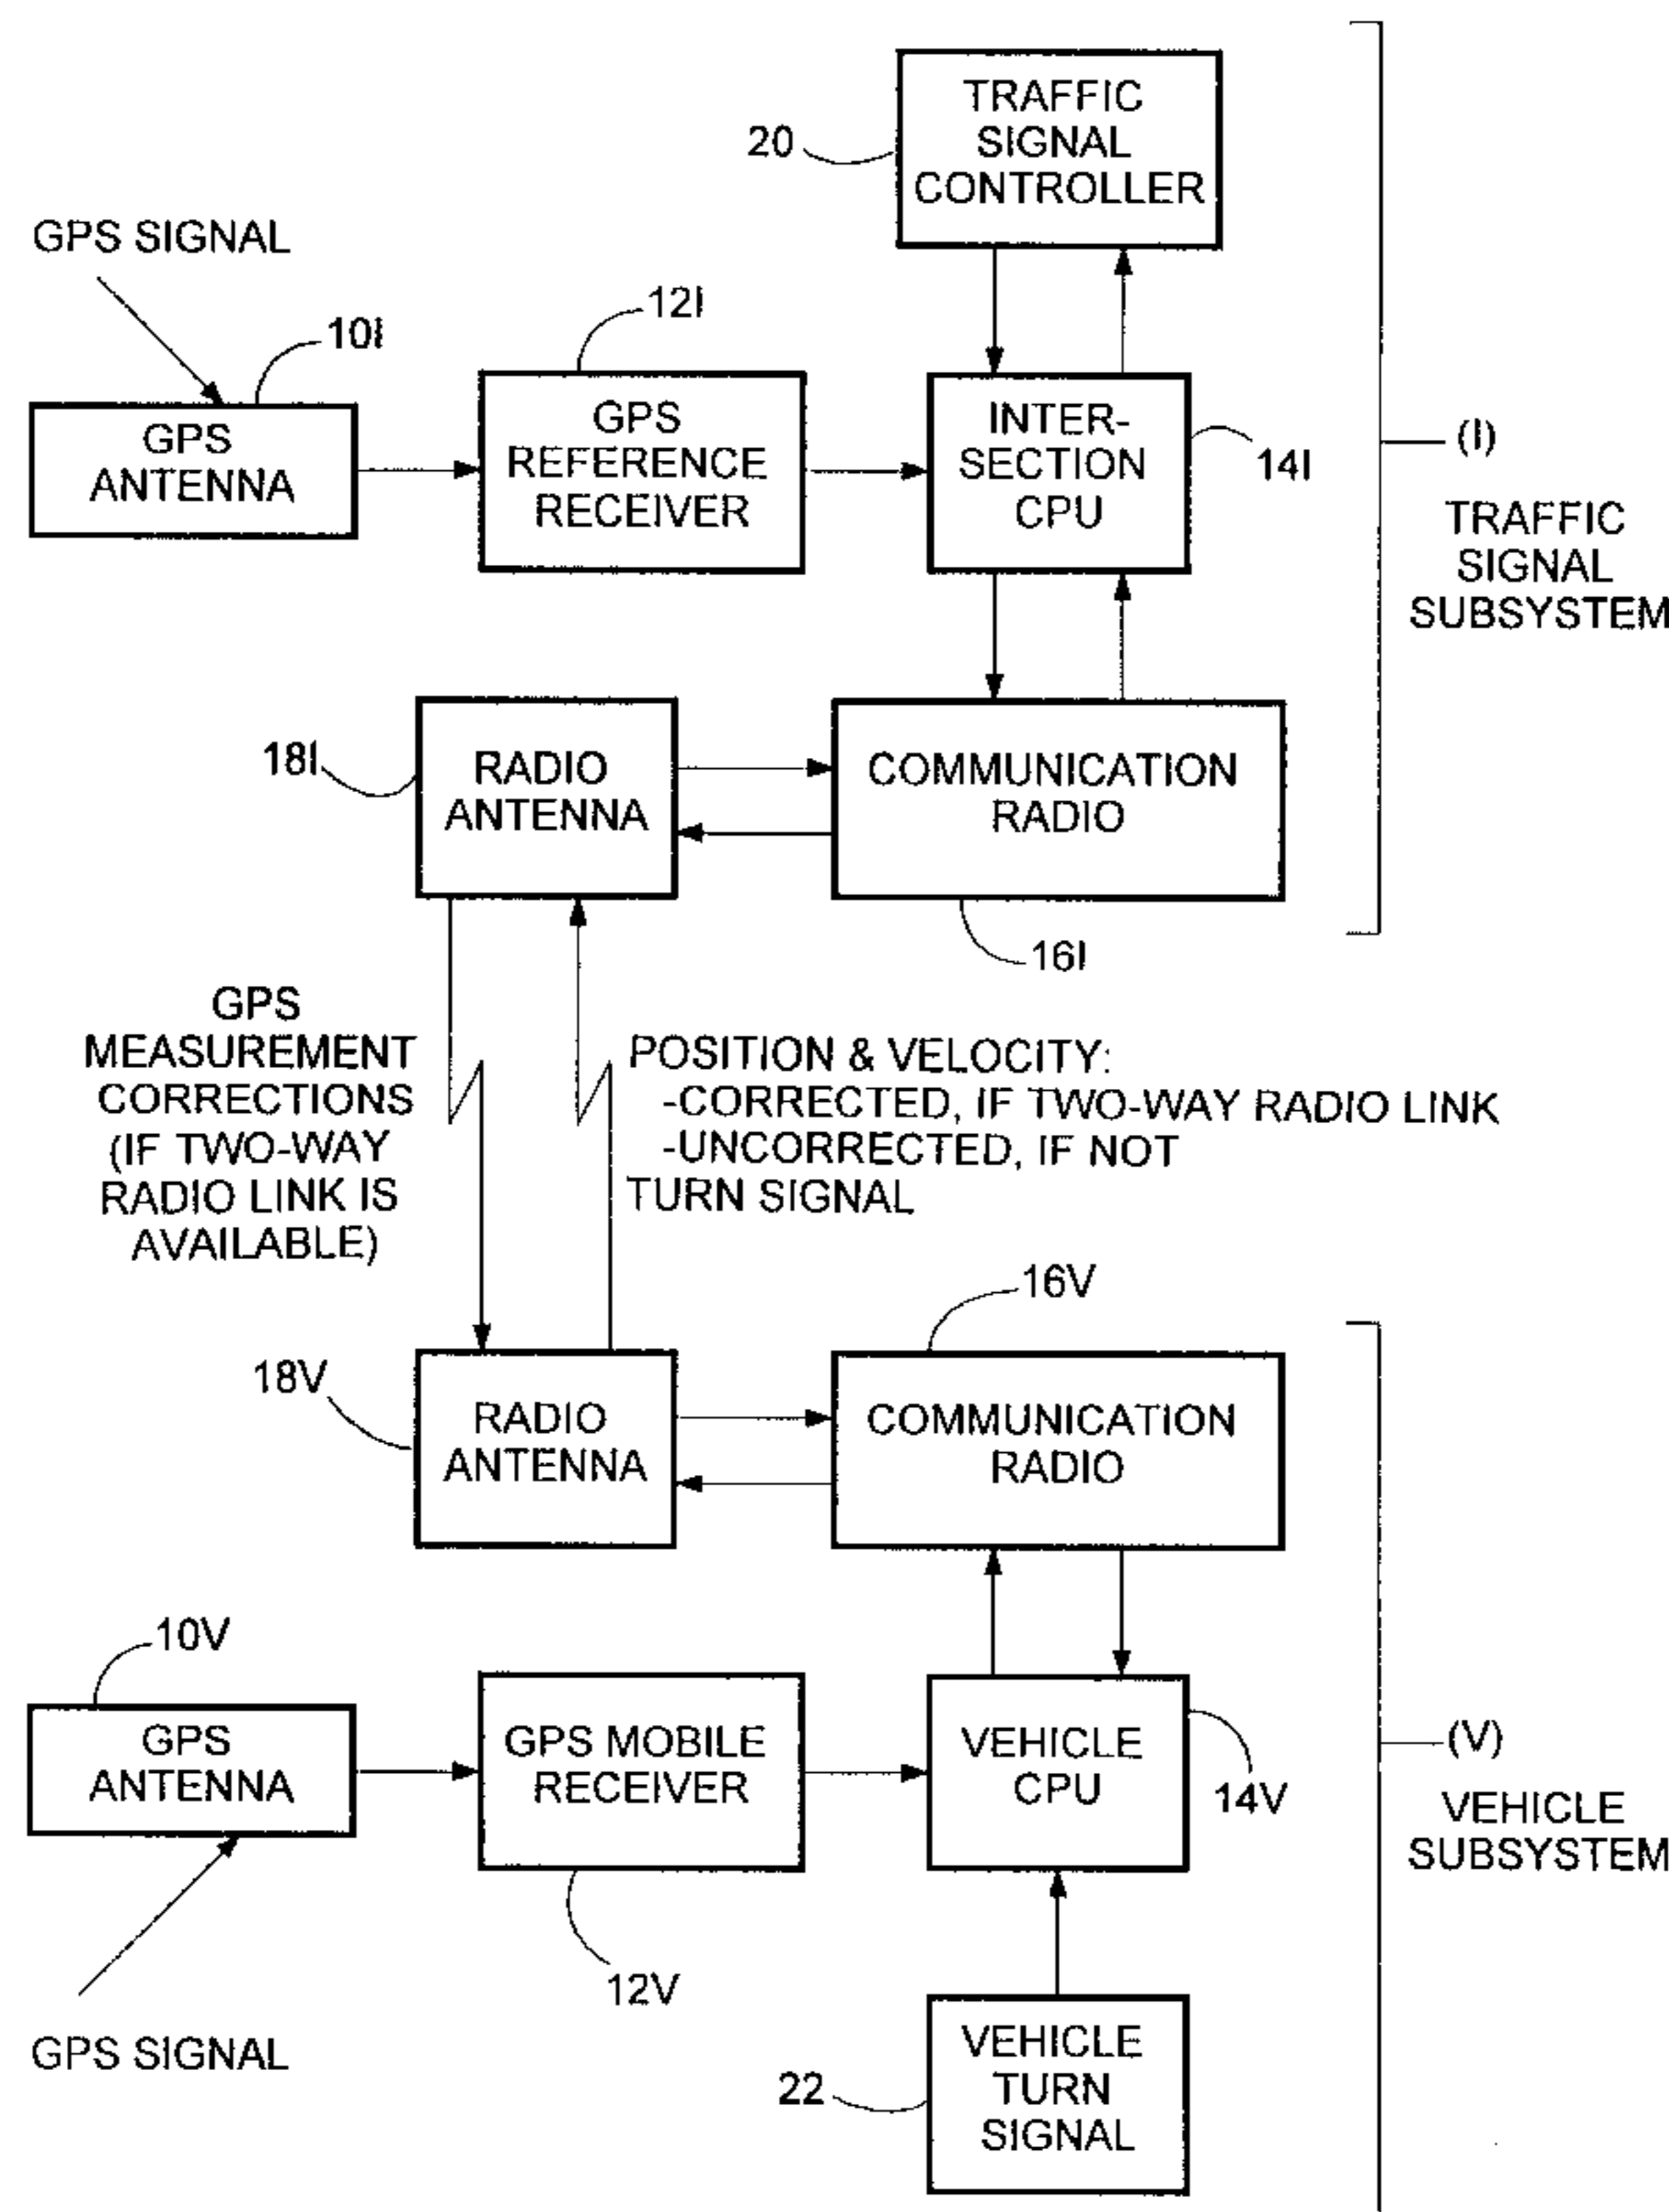 TRAFFIC
SIGNAL
CONTROLLER
20
GPS SIGNAL
10I
12I
GPS
ANTENNA
GPS
REFERENCE
RECEIVER
INTER-
SECTION
CPU
14I
(I)
TRAFFIC
SIGNAL
SUBSYSTEM
18I
RADIO
ANTENNA
COMMUNICATION
RADIO
16I
GPS
MEASUREMENT
CORRECTIONS
(IF TWO-WAY
RADIO LINK IS
AVAILABLE)
POSITION & VELOCITY:
-CORRECTED, IF TWO-WAY RADIO LINK
-UNCORRECTED, IF NOT
TURN SIGNAL
16V
18V
RADIO
ANTENNA
COMMUNICATION
RADIO
10V
GPS
ANTENNA
GPS MOBILE
RECEIVER
VEHICLE
CPU
14V
(V)
VEHICLE
SUBSYSTEM
12V
GPS SIGNAL
22
VEHICLE
TURN
SIGNAL